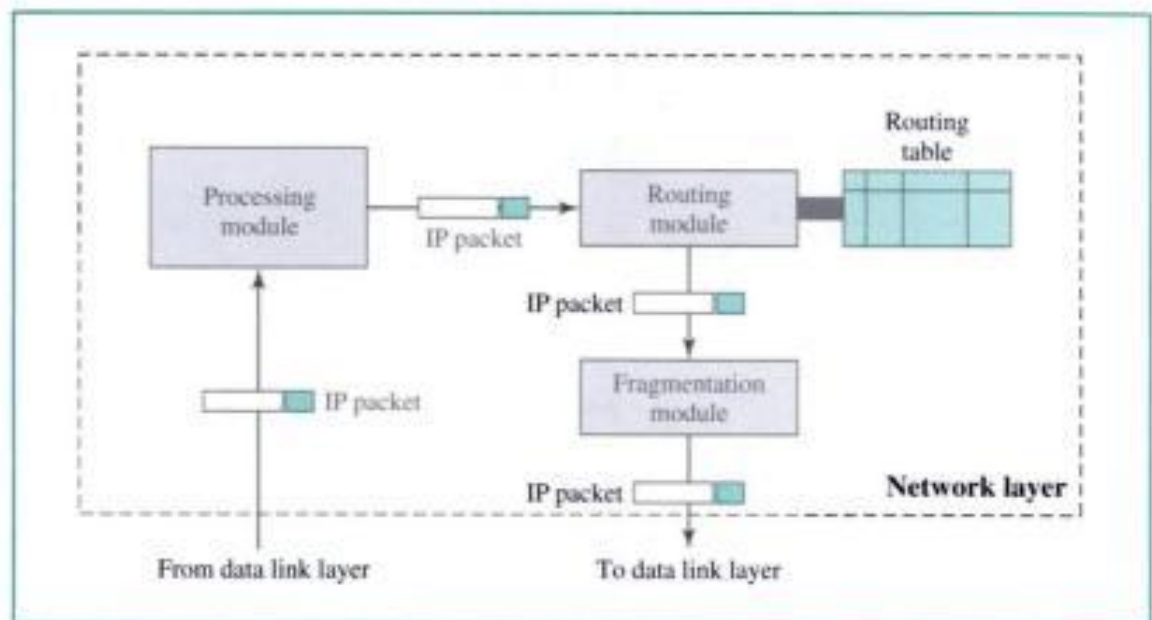 Routing
table
Processing
module
Routing
module
IP packet
IP packet
Fragmentation
module
IP packet
IP packet
Network layer
From data link layer
To data link layer